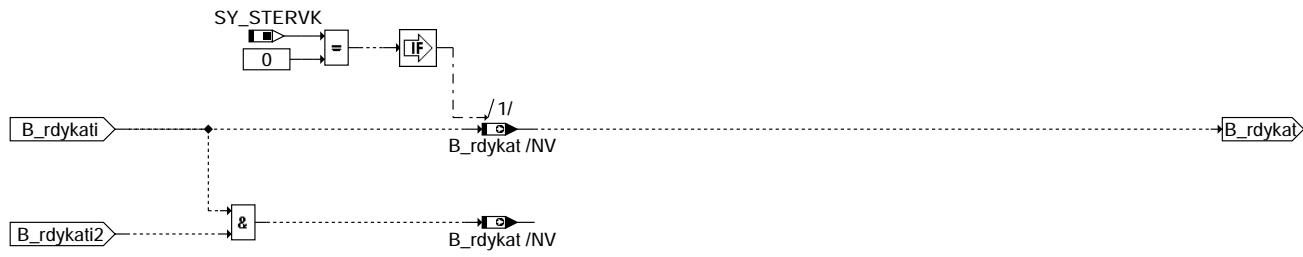 SY_STERVK
=
IF
0
/1/
B_rdykati
B_rdykat
B_rdykat /NV
&
B_rdykati2
B_rdykat /NV